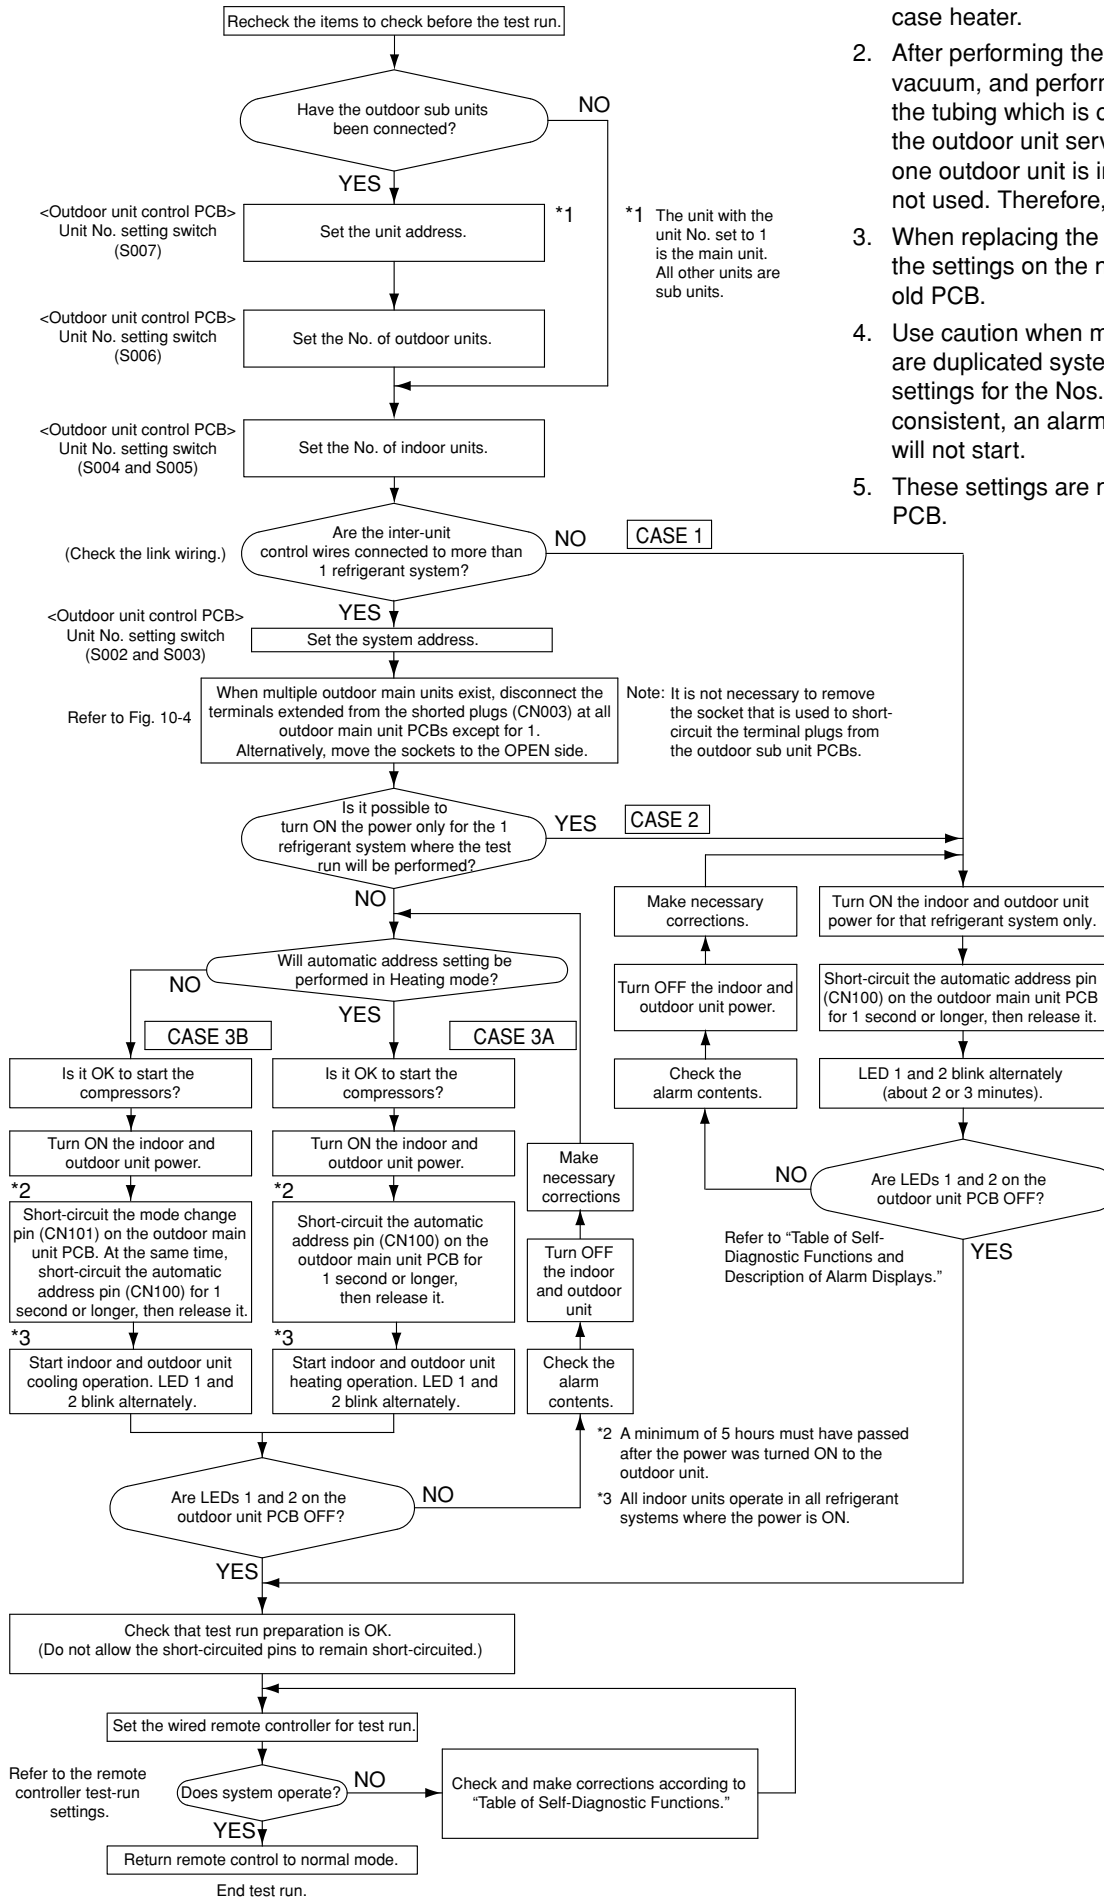 Recheck the items to check before the test run.
Have the outdoor sub units
been connected?
NO
YES
<Outdoor unit control PCB>
Unit No. setting switch
(S007)
Set the unit address.
*1
*1 The unit with the
unit No. set to 1
is the main unit.
All other units are
sub units.
<Outdoor unit control PCB>
Unit No. setting switch
(S006)
Set the No. of outdoor units.
<Outdoor unit control PCB>
Unit No. setting switch
(S004 and S005)
Set the No. of indoor units.
(Check the link wiring.)
Are the inter-unit
control wires connected to more than
1 refrigerant system?
NO
CASE 1
YES
<Outdoor unit control PCB>
Unit No. setting switch
(S002 and S003)
Set the system address.
Refer to Fig. 10-4
When multiple outdoor main units exist, disconnect the
terminals extended from the shorted plugs (CN003) at all
outdoor main unit PCBs except for 1.
Alternatively, move the sockets to the OPEN side.
Note: It is not necessary to remove
the socket that is used to short-
circuit the terminal plugs from
the outdoor sub unit PCBs.
Is it possible to
turn ON the power only for the 1
refrigerant system where the test
run will be performed?
YES
CASE 2
NO
Will automatic address setting be
performed in Heating mode?
NO
YES
CASE 3B
CASE 3A
Is it OK to start the
compressors?
Turn ON the indoor and
outdoor unit power.
*2
Short-circuit the mode change
pin (CN101) on the outdoor main
unit PCB. At the same time,
short-circuit the automatic
address pin (CN100) for 1
second or longer, then release it.
*3
Start indoor and outdoor unit
cooling operation. LED 1 and
2 blink alternately.
Is it OK to start the
compressors?
Turn ON the indoor and
outdoor unit power.
*2
Short-circuit the automatic
address pin (CN100) on the
outdoor main unit PCB for
1 second or longer,
then release it.
*3
Start indoor and outdoor unit
heating operation. LED 1 and
2 blink alternately.
Make
necessary
corrections
Turn OFF
the indoor
and outdoor
unit
Check the
alarm
contents.
Are LEDs 1 and 2 on the
outdoor unit PCB OFF?
NO
YES
Make necessary
corrections.
Turn OFF the indoor and
outdoor unit power.
Check the
alarm contents.
Turn ON the indoor and outdoor unit
power for that refrigerant system only.
Short-circuit the automatic address pin
(CN100) on the outdoor main unit PCB
for 1 second or longer, then release it.
LED 1 and 2 blink alternately
(about 2 or 3 minutes).
NO
Are LEDs 1 and 2 on the
outdoor unit PCB OFF?
YES
Refer to “Table of Self-
Diagnostic Functions and
Description of Alarm Displays.”
*2 A minimum of 5 hours must have passed
after the power was turned ON to the
outdoor unit.
*3 All indoor units operate in all refrigerant
systems where the power is ON.
Check that test run preparation is OK.
(Do not allow the short-circuited pins to remain short-circuited.)
Set the wired remote controller for test run.
Refer to the remote
controller test-run
settings.
Does system operate?
NO
Check and make corrections according to
“Table of Self-Diagnostic Functions.”
YES
Return remote control to normal mode.
End test run.
case heater.
2. After performing the
vacuum, and perform
the tubing which is
the outdoor unit
one outdoor unit is
not used. Therefore,
3. When replacing the
the settings on the
old PCB.
4. Use caution when
are duplicated
settings for the Nos.
consistent, an alarm
will not start.
5. These settings are
PCB.